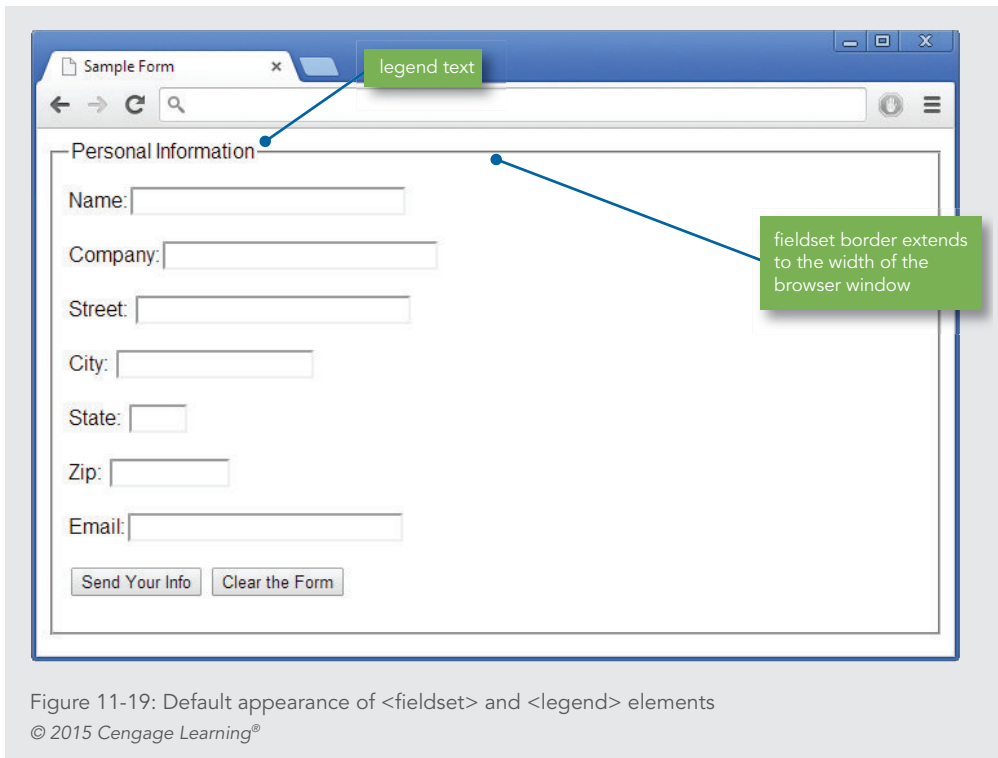 Sample Form
legend text
Personal Information
Name:
Company:
fieldset border extends
to the width of the
browser window
Street:
City:
State:
Zip:
Email:
Send Your Info
Clear the Form
Figure 11-19: Default appearance of <fieldset> and <legend> elements
© 2015 Cengage Learning®